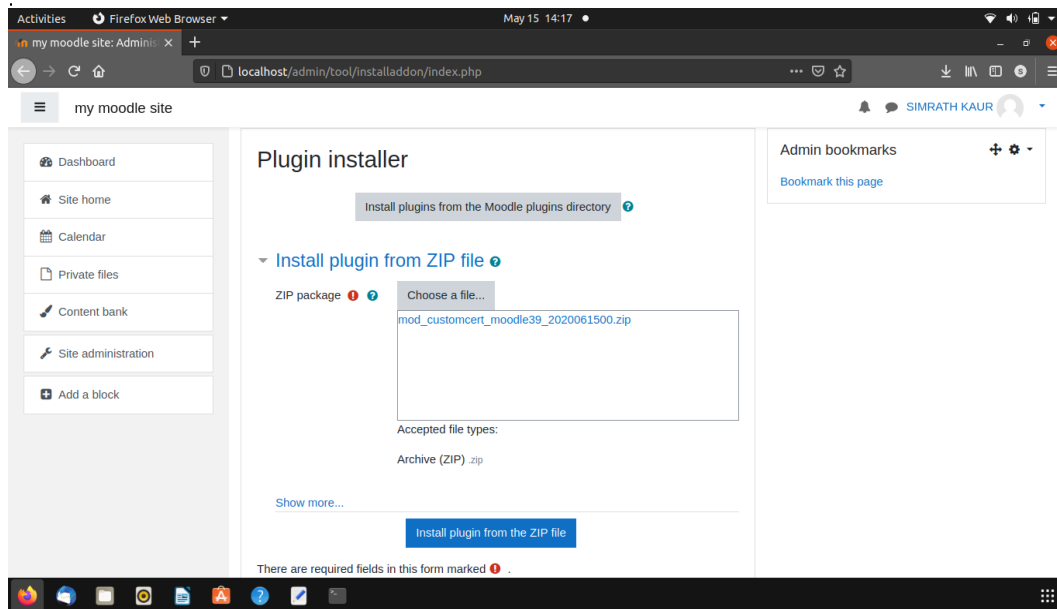 Activities Firefox Web Browser May 15 14:17
my moodle site: Adminis
localhost/admin/tool/installaddon/index.php
my moodle site SIMRATH KAUR
Dashboard
Site home
Calendar
Private files
Content bank
Site administration
Add a block
Plugin installer
Install plugins from the Moodle plugins directory
Install plugin from ZIP file
ZIP package Choose a file...
mod_customcert_moodle39_2020061500.zip
Accepted file types:
Archive (ZIP) .zip
Show more...
Install plugin from the ZIP file
There are required fields in this form marked .
Admin bookmarks
Bookmark this page